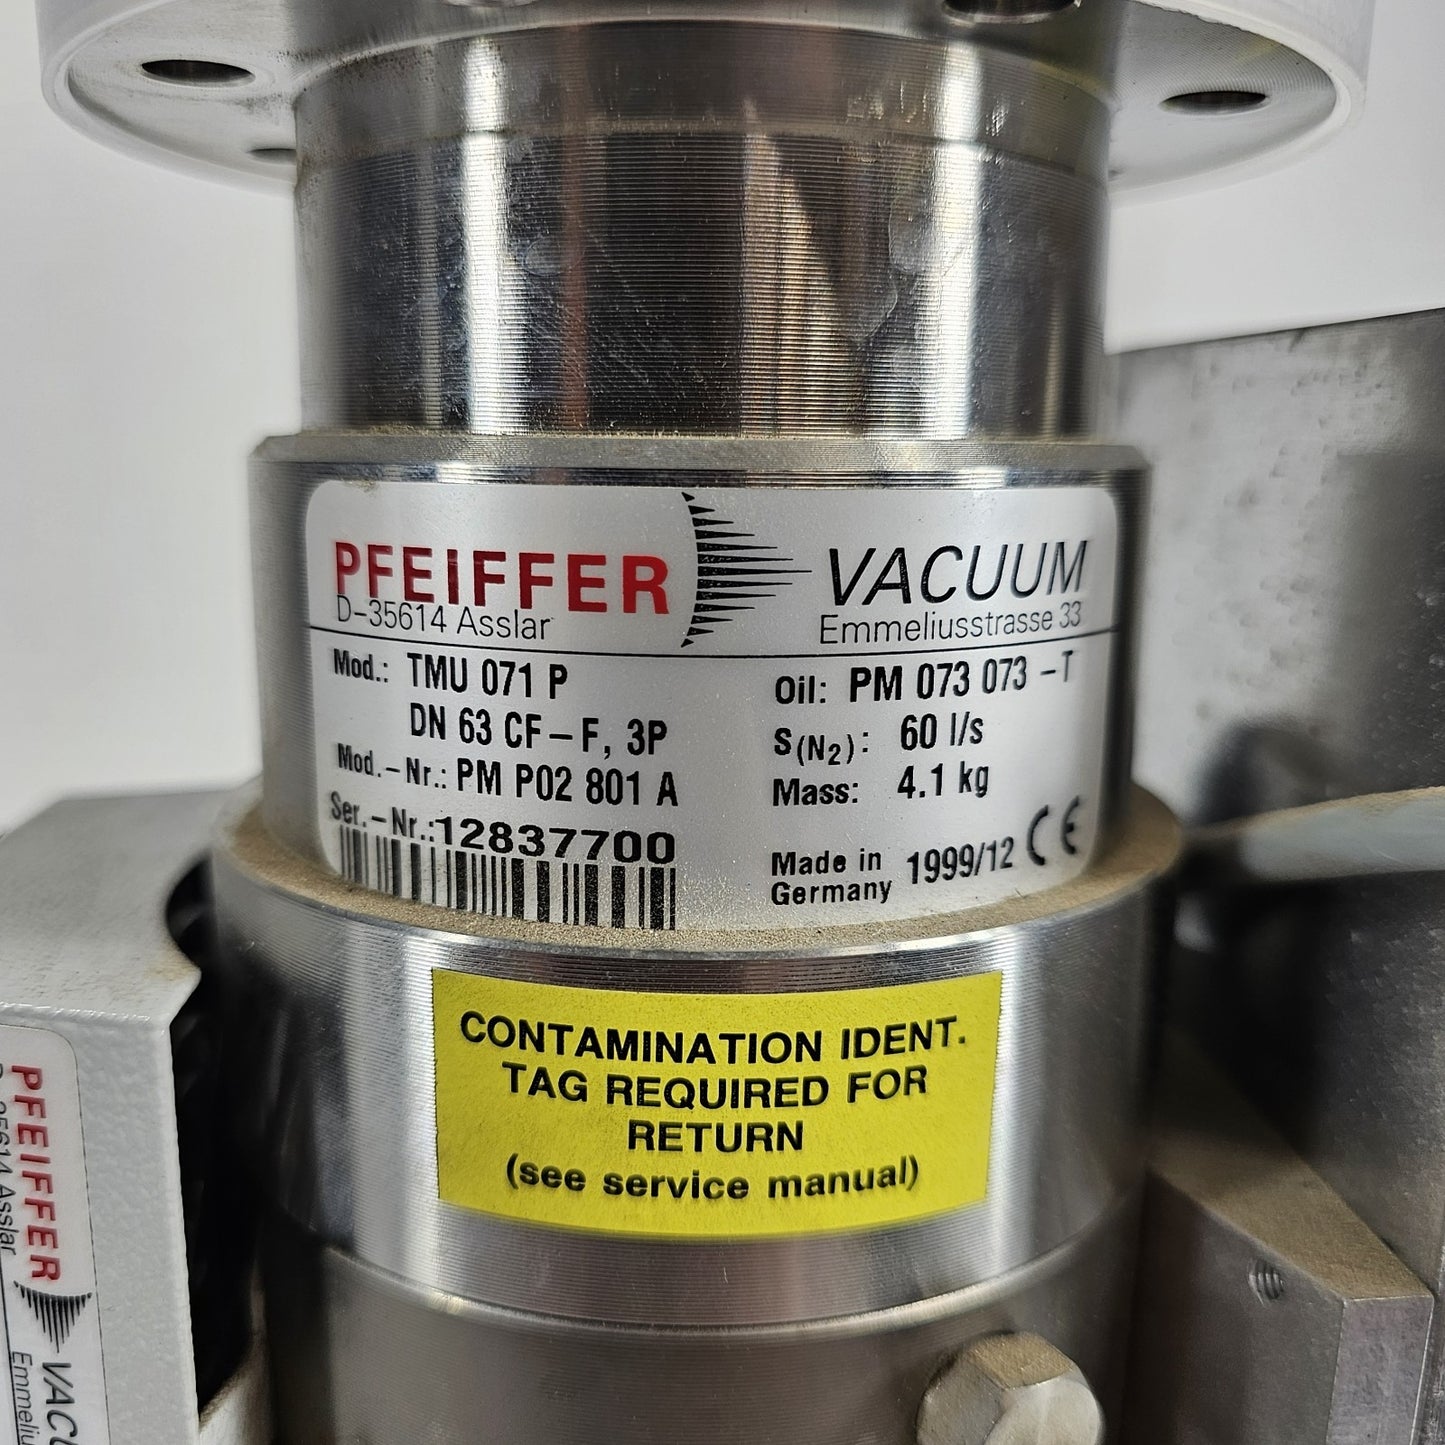 PFEIFFER VACUUM
D-35614 Asslar Emmeliusstrasse 33
Mod.: TMU 071 P
DN 63 CF-F, 3P
Mod.-Nr.: PM P02 801 A
Ser.-Nr.: 12837700
Oil: PM 073 073 -T
S(N2): 60 l/s
Mass: 4.1 kg
Made in Germany 1999/12 CE
CONTAMINATION IDENT.
TAG REQUIRED FOR
RETURN
(see service manual)
PFEIFFER
35614 Asslar